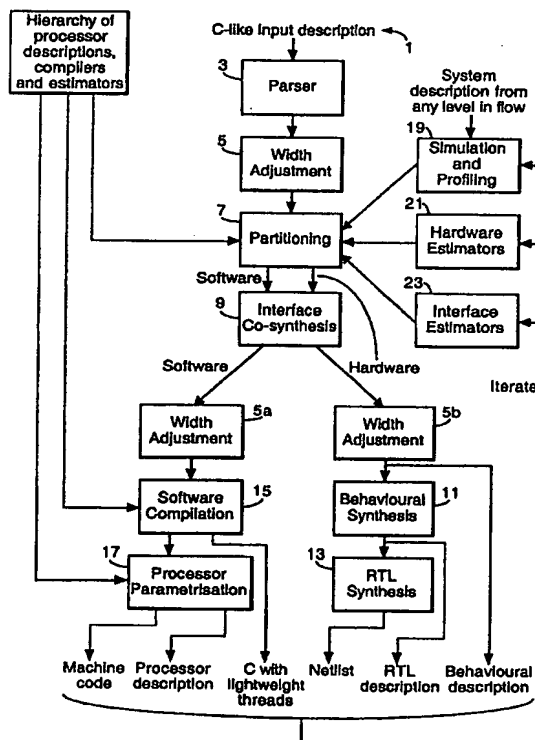 Hierarchy of
processor
descriptions,
compilers
and estimators
C-like input description
1
3
Parser
System
description from
any level in flow
5
Width
Adjustment
19
Simulation
and
Profiling
7
Partitioning
21
Hardware
Estimators
Software
9
Interface
Co-synthesis
23
Interface
Estimators
Software
Hardware
Iterate
Width
Adjustment
5a
Width
Adjustment
5b
Software
Compilation
15
Behavioural
Synthesis
11
17
Processor
Parametrisation
13
RTL
Synthesis
Machine
code
Processor
description
C with
lightweight
threads
Netlist
RTL
description
Behavioural
description